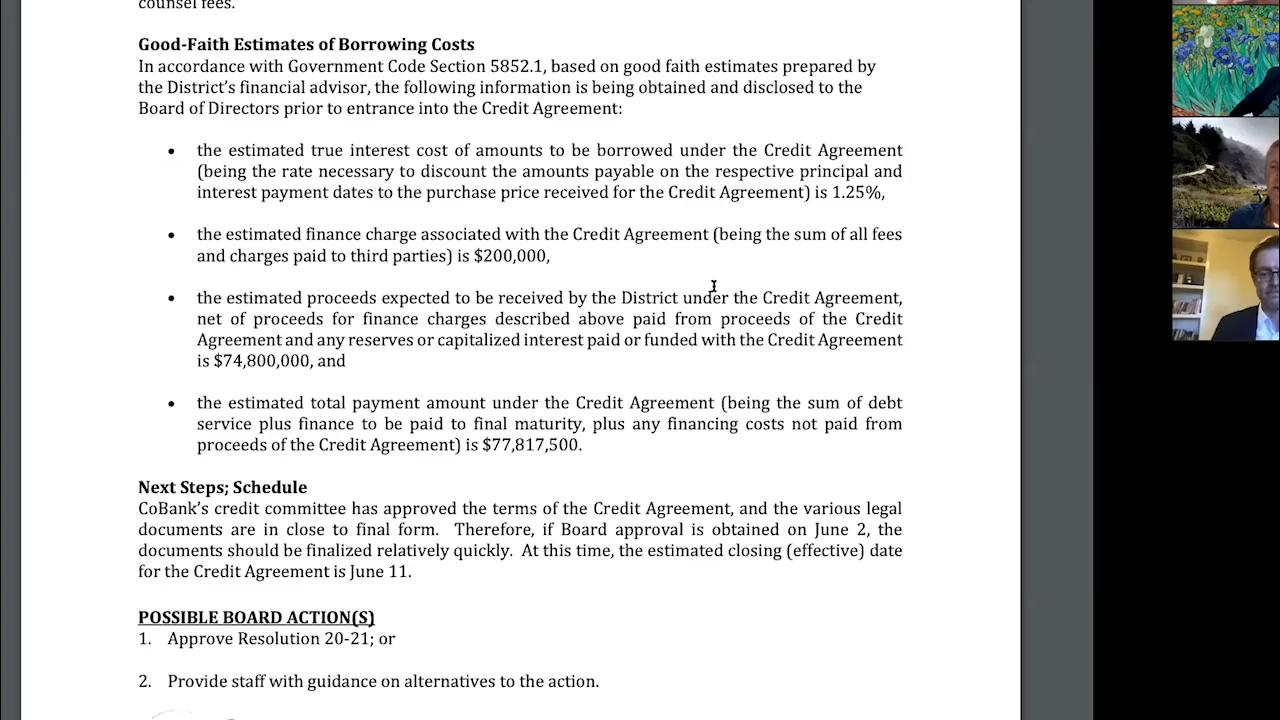 counsel fees.
Good-Faith Estimates of Borrowing Costs
In accordance with Government Code Section 5852.1, based on good faith estimates prepared by
the District's financial advisor, the following information is being obtained and disclosed to the
Board of Directors prior to entrance into the Credit Agreement:
• the estimated true interest cost of amounts to be borrowed under the Credit Agreement
(being the rate necessary to discount the amounts payable on the respective principal and
interest payment dates to the purchase price received for the Credit Agreement) is 1.25%,
• the estimated finance charge associated with the Credit Agreement (being the sum of all fees
and charges paid to third parties) is $200,000,
• the estimated proceeds expected to be received by the District under the Credit Agreement,
net of proceeds for finance charges described above paid from proceeds of the Credit
Agreement and any reserves or capitalized interest paid or funded with the Credit Agreement
is $74,800,000, and
• the estimated total payment amount under the Credit Agreement (being the sum of debt
service plus finance to be paid to final maturity, plus any financing costs not paid from
proceeds of the Credit Agreement) is $77,817,500.
Next Steps; Schedule
CoBank's credit committee has approved the terms of the Credit Agreement, and the various legal
documents are in close to final form.  Therefore, if Board approval is obtained on June 2, the
documents should be finalized relatively quickly.  At this time, the estimated closing (effective) date
for the Credit Agreement is June 11.
POSSIBLE BOARD ACTION(S)
1. Approve Resolution 20-21; or
2. Provide staff with guidance on alternatives to the action.